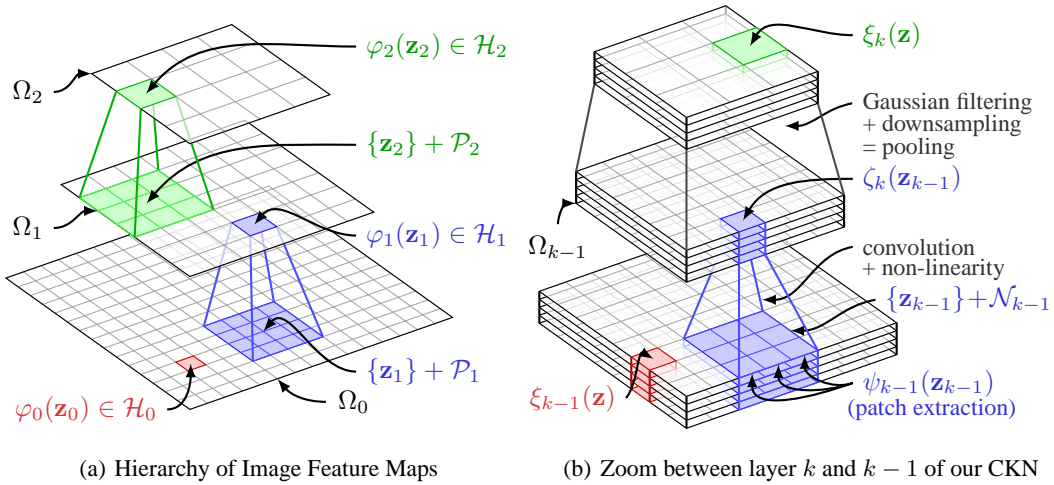 φ₂(z₂) ∈ H₂
Ω₂
{z₂} + P₂
Ω₁
φ₁(z₁) ∈ H₁
{z₁} + P₁
Ω₀
φ₀(z₀) ∈ H₀
(a) Hierarchy of Image Feature Maps
ξₖ(z)
Gaussian filtering
+ downsampling
= pooling
ζₖ(zₖ₋₁)
Ωₖ₋₁
convolution
+ non-linearity
{zₖ₋₁} + Nₖ₋₁
ξₖ₋₁(z)
ψₖ₋₁(zₖ₋₁)
(patch extraction)
(b) Zoom between layer k and k − 1 of our CKN